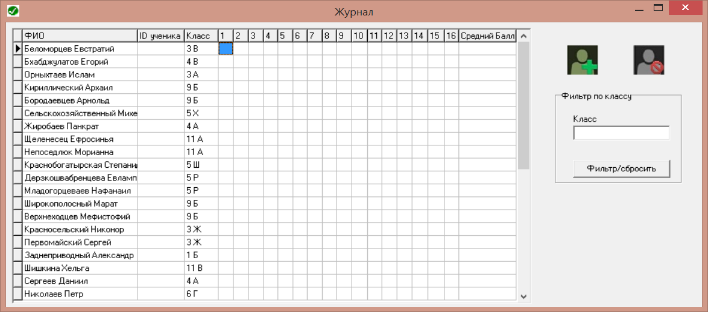 Журнал
ФИО ID ученика Класс 1 2 3 4 5 6 7 8 9 10 11 12 13 14 15 16 Средний Балл
Беломорцев Евстратий 3 В
Бхабджулатов Егорий 4 В
Орныхтаев Ислам 3 А
Кириллический Архаил 9 Б
Бородаевцев Арнольд 9 Б
Сельскохозяйственный Михе 5 Х
Жиробаев Панкрат 4 А
Щеленесец Ефросинья 11 А
Непоседлюк Морианна 11 А
Краснобогатырская Степани 5 Ш
Дерзкошвабренцева Евламп 5 Р
Младогорцеваев Нафанаил 5 Р
Широкополосный Марат 9 Б
Верхнеходцев Мефистофий 9 Б
Красносельский Никонор 3 Ж
Первомайский Сергей 3 Ж
Заднеприводный Александр 1 Б
Шишкина Хельга 11 В
Сергеев Даниил 4 А
Николаев Петр 6 Г
Фильтр по классу
Класс
Фильтр/сбросить